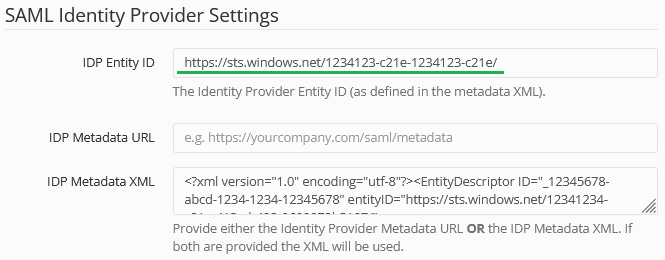 SAML Identity Provider Settings
IDP Entity ID
https://sts.windows.net/1234123-c21e-1234123-c21e/
The Identity Provider Entity ID (as defined in the metadata XML).
IDP Metadata URL
e.g. https://yourcompany.com/saml/metadata
IDP Metadata XML
<?xml version="1.0" encoding="utf-8"?><EntityDescriptor ID="_12345678-
abcd-1234-1234-12345678" entityID="https://sts.windows.net/12341234-
Provide either the Identity Provider Metadata URL OR the IDP Metadata XML. If
both are provided the XML will be used.